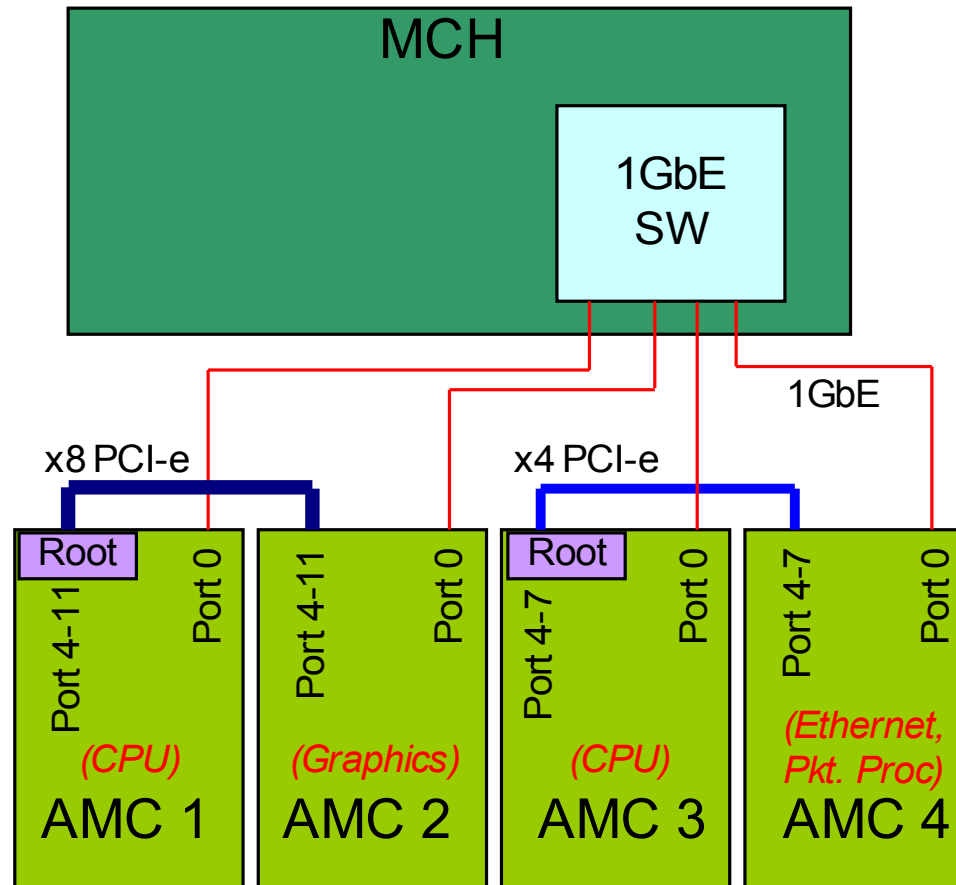 MCH
1GbE
SW
1GbE
x8 PCI-e
x4 PCI-e
Root
Port 4-11
Port 0
(CPU)
AMC 1
Port 4-11
Port 0
(Graphics)
AMC 2
Root
Port 4-7
Port 0
(CPU)
AMC 3
Port 4-7
Port 0
(Ethernet,
Pkt. Proc)
AMC 4